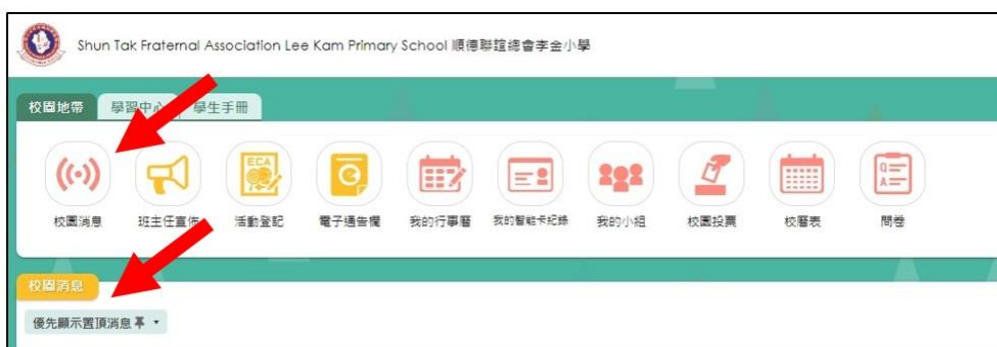 Shun Tak Fraternal Association Lee Kam Primary School 順德聯誼總會李金小學
校園地帶 學習中心 學生手冊
ECA
校園消息 班主任宣佈 活動登記 電子通告欄 我的行事曆 我的智能卡紀錄 我的小組 校園投票 校曆表 問卷
校園消息
優先顯示置頂消息